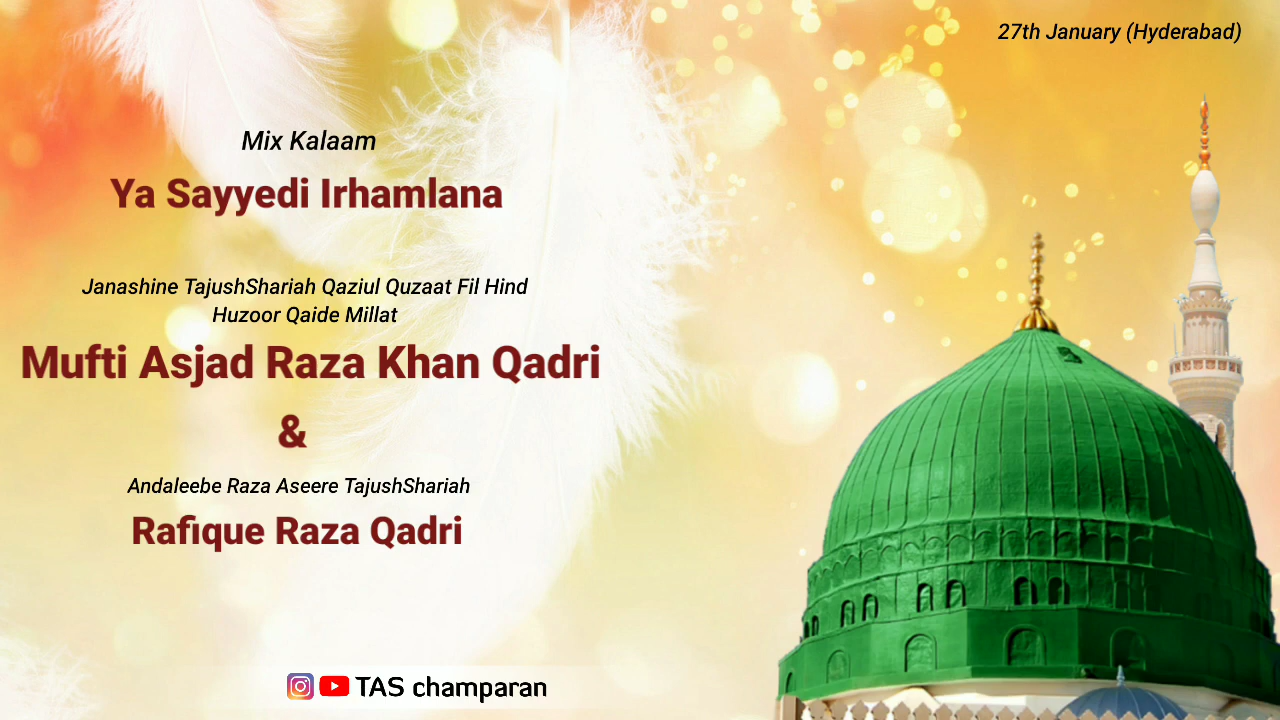 27th January (Hyderabad)
Mix Kalaam
Ya Sayyedi Irhamlana
Janashine TajushShariah Qaziul Quzaat Fil Hind
Huzoor Qaide Millat
Mufti Asjad Raza Khan Qadri
&
Andaleebe Raza Aseere TajushShariah
Rafique Raza Qadri
TAS champaran